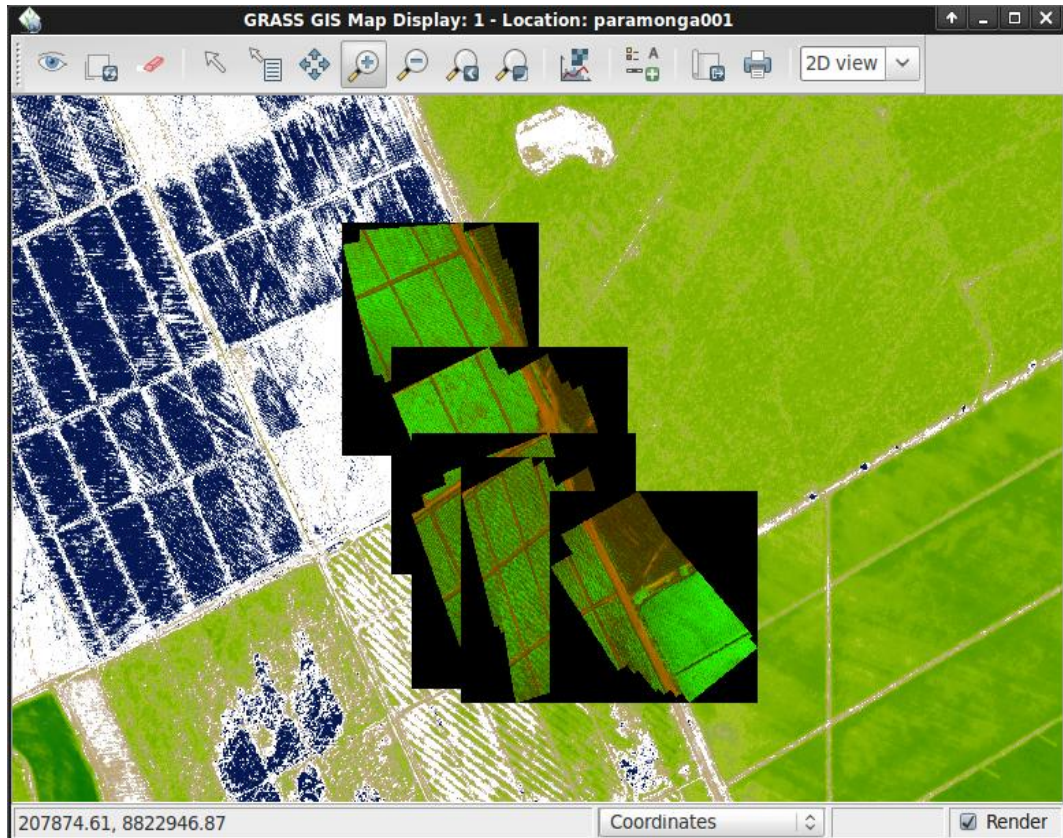 GRASS GIS Map Display: 1 - Location: paramonga001
A
2D view
207874.61, 8822946.87
Coordinates
Render